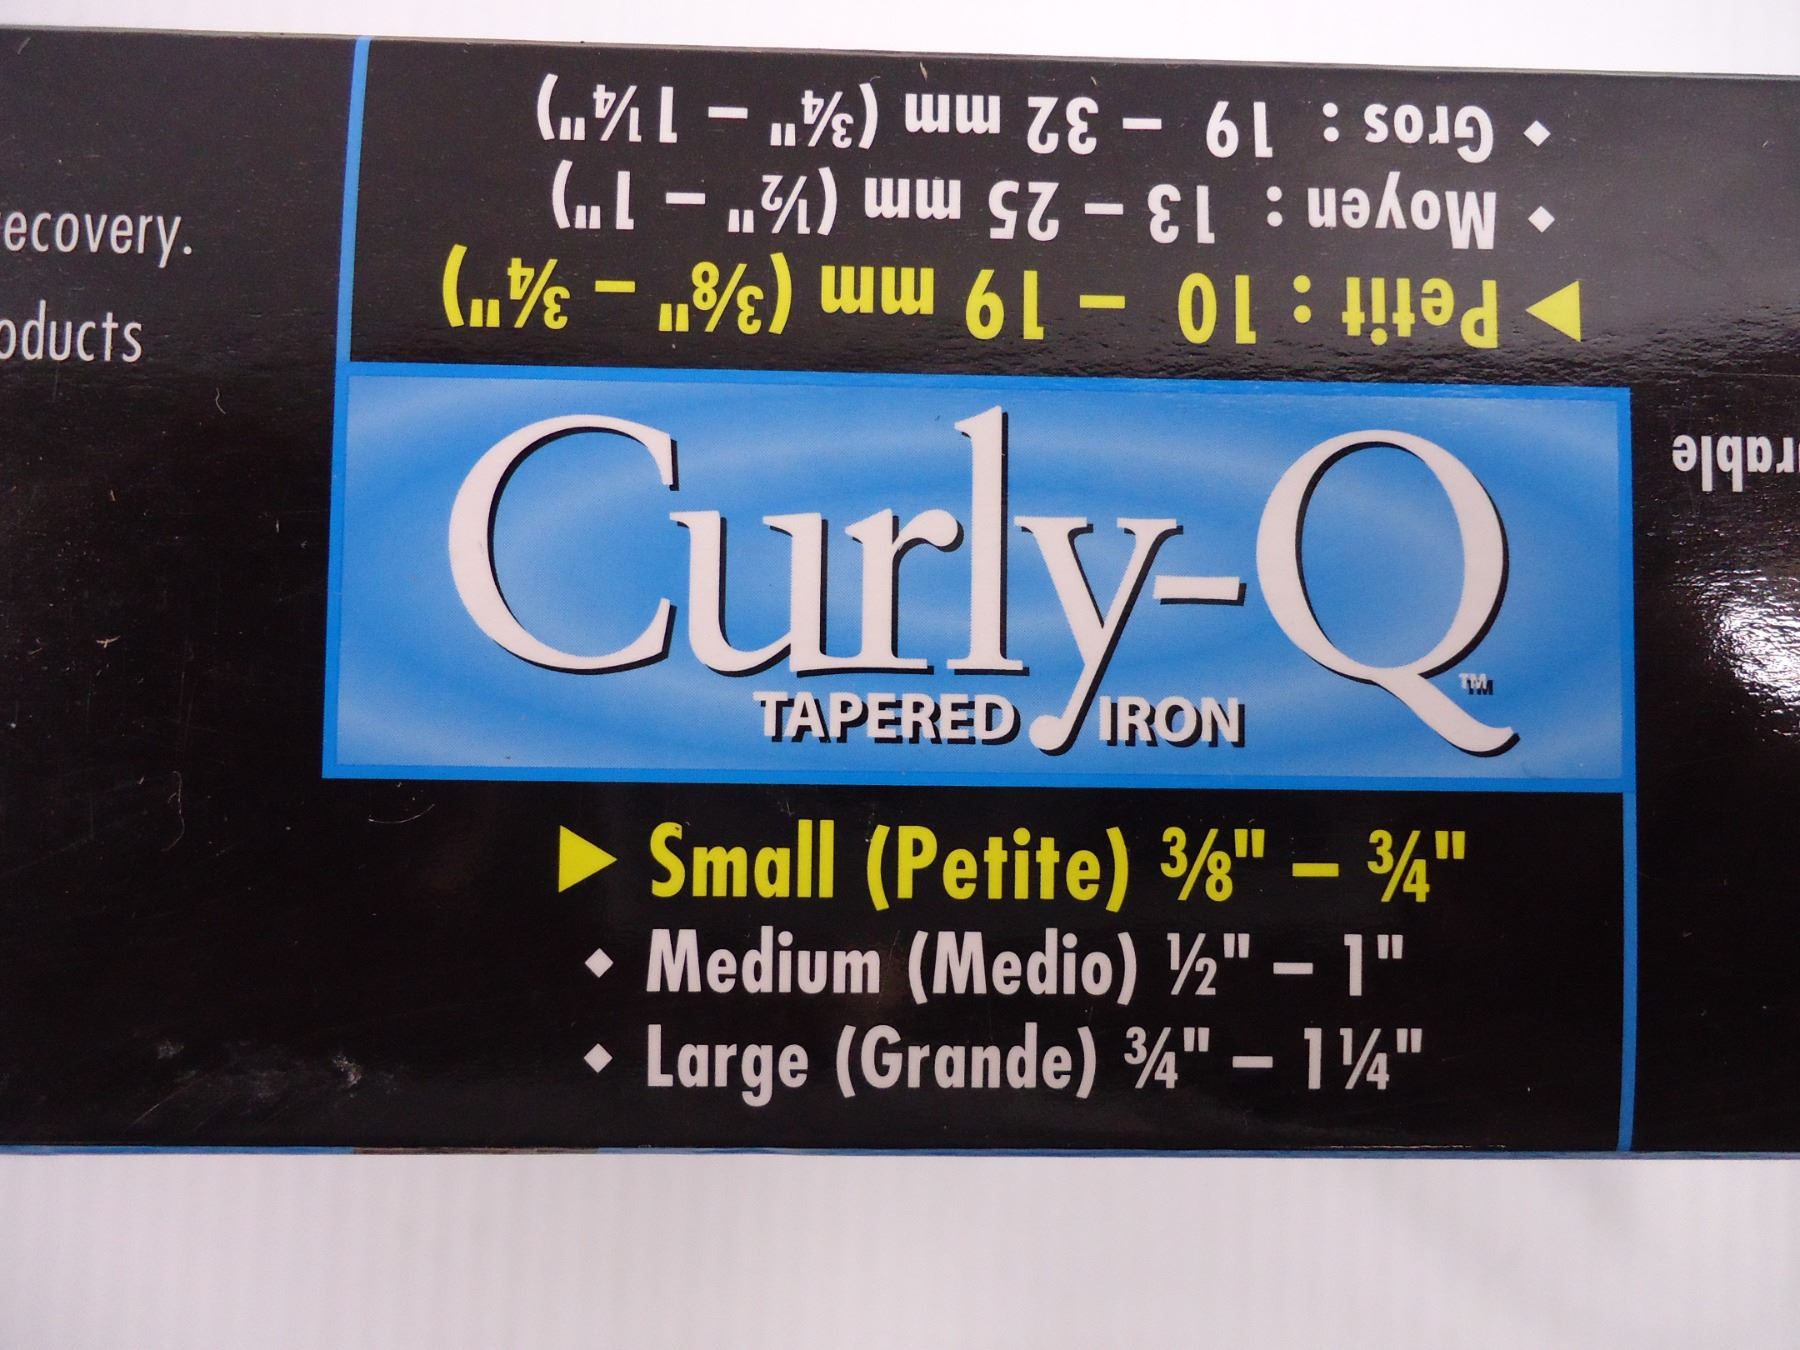 ecovery.
oducts
• Gros : 19 – 32 mm (¾" – 1¼")
• Moyen : 13 – 25 mm (½" – 1")
▶ Petit : 10 – 19 mm (⅜" – ¾")
Curly-Q™
TAPERED IRON
▶ Small (Petite) ⅜" – ¾"
◆ Medium (Medio) ½" – 1"
◆ Large (Grande) ¾" – 1¼"
rable